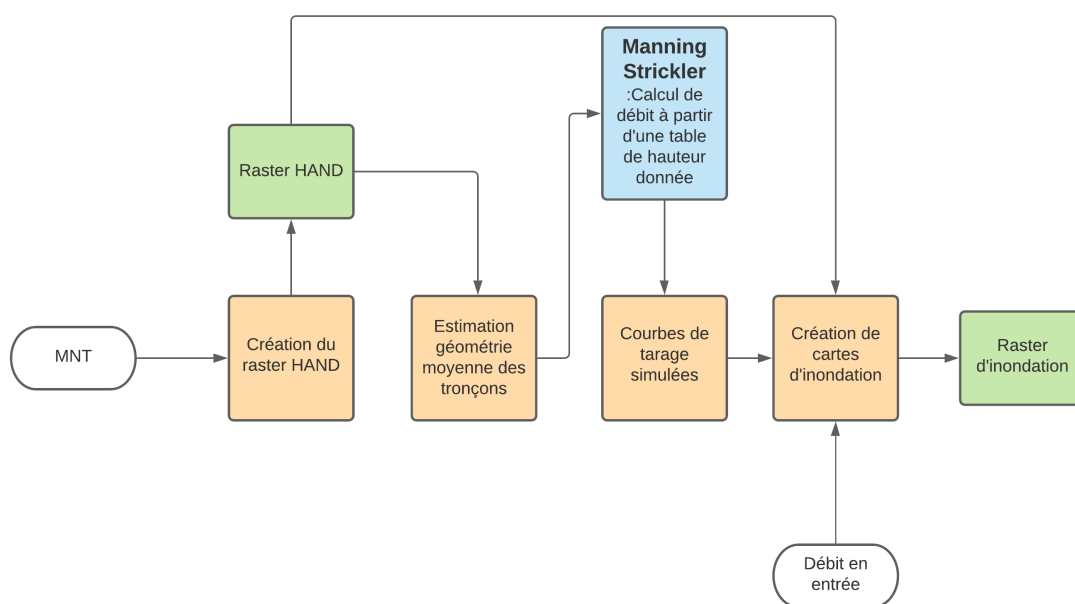 Manning
Strickler
:Calcul de
débit à partir
d'une table
de hauteur
donnée
Raster HAND
MNT
Création du
raster HAND
Estimation
géométrie
moyenne des
tronçons
Courbes de
tarage
simulées
Création de
cartes
d'inondation
Raster
d'inondation
Débit en
entrée